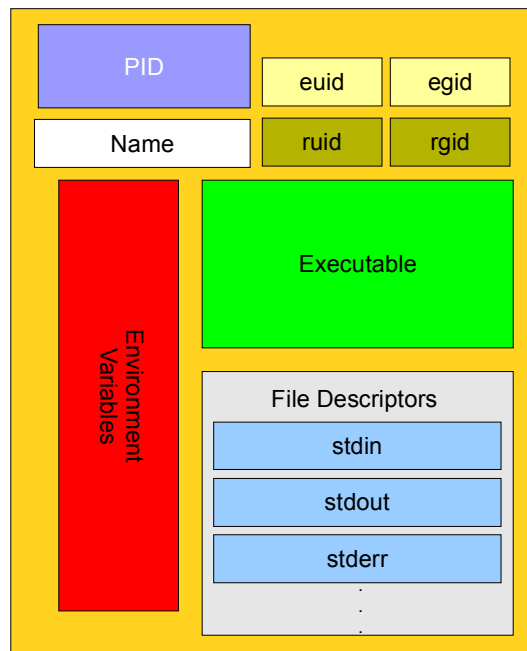 PID
euid
egid
Name
ruid
rgid
Environment
Variables
Executable
File Descriptors
stdin
stdout
stderr
.
.
.